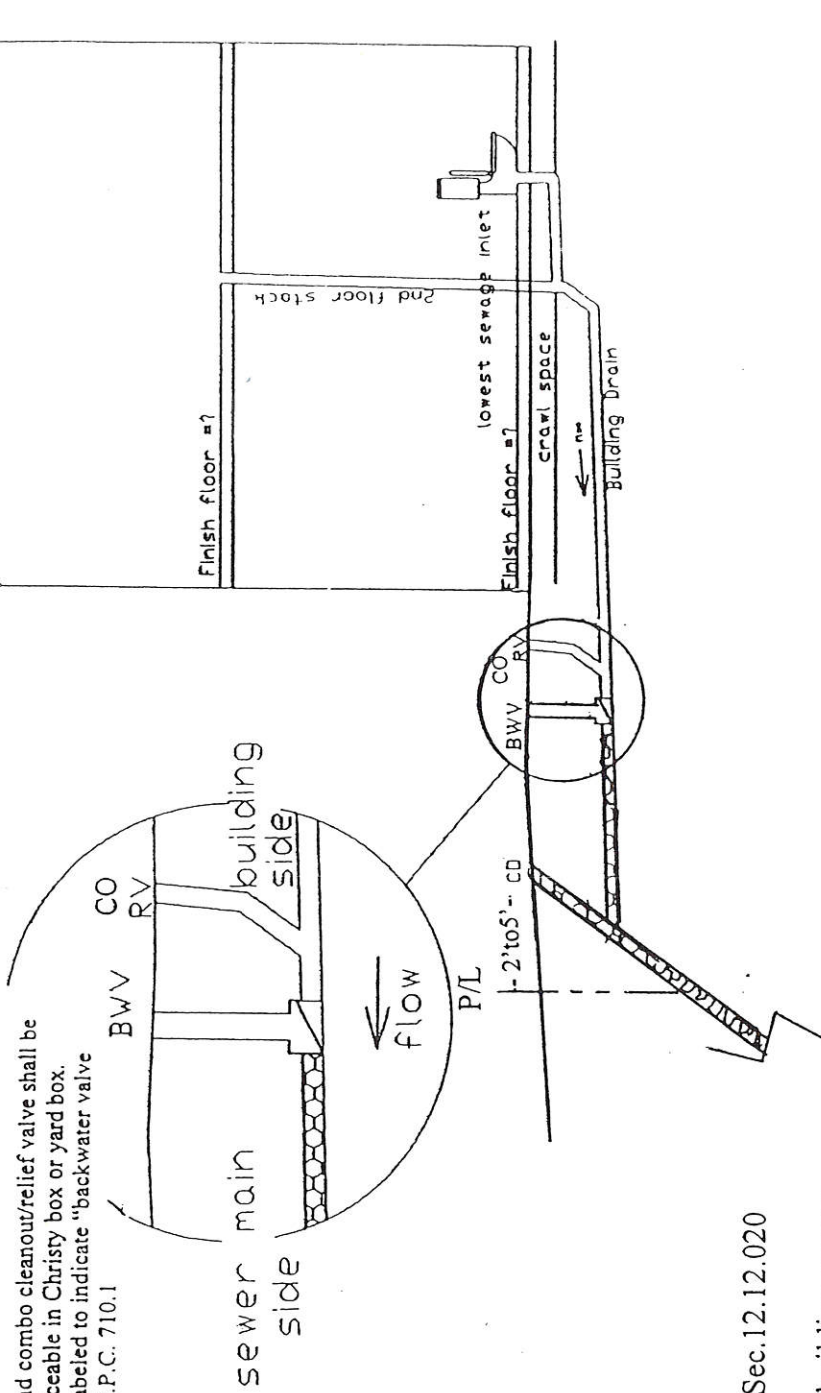 nd combo cleanout/relief valve shall be
ceable in Christy box or yard box.
abeled to indicate "backwater valve
.P.C. 710.1
BWV
CO
RV
building
side
sewer main
side
flow
P/L
-2'to5'-
CO
BWV
CO
RV
Finish floor =?
2nd floor stack
lowest sewage inlet
Finish floor =?
crawl space
Building Drain
Sec.12.12.020